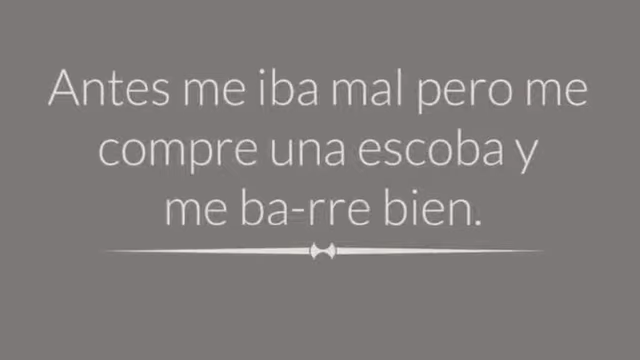 Antes me iba mal pero me
compre una escoba y
me ba-rre bien.